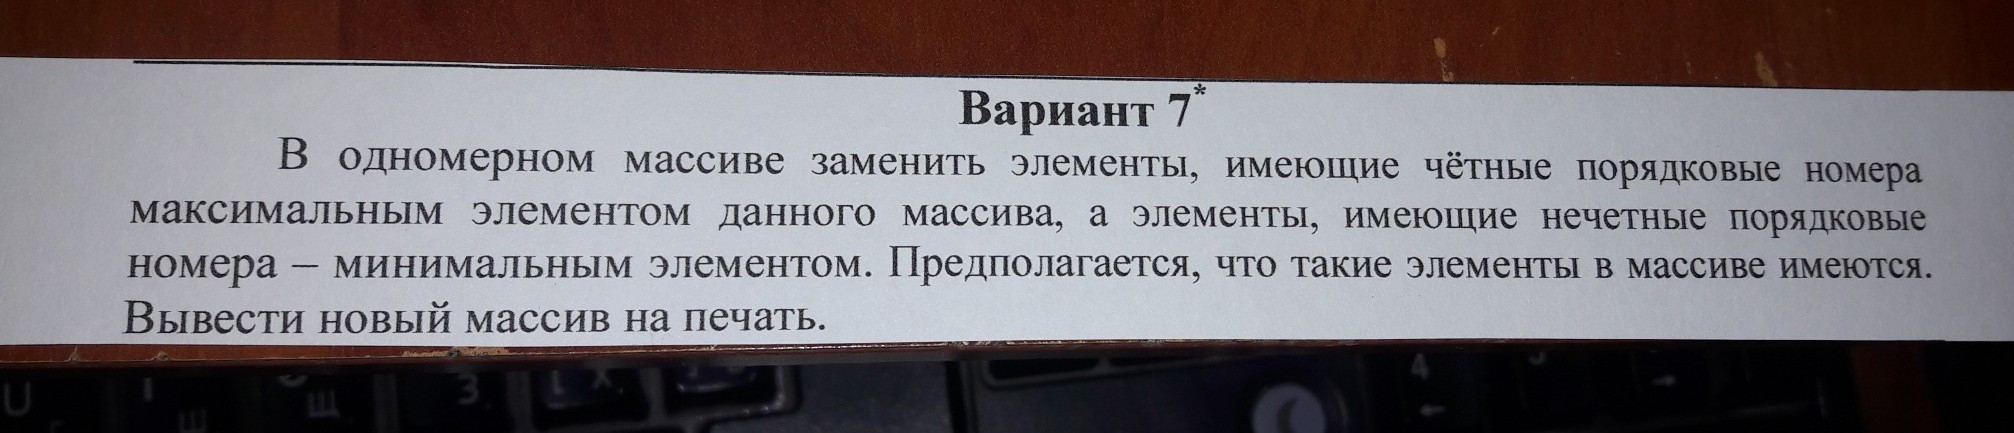 Вариант 7*
В одномерном массиве заменить элементы, имеющие чётные порядковые номера
максимальным элементом данного массива, а элементы, имеющие нечетные порядковые
номера – минимальным элементом. Предполагается, что такие элементы в массиве имеются.
Вывести новый массив на печать.
U
З
Х
4